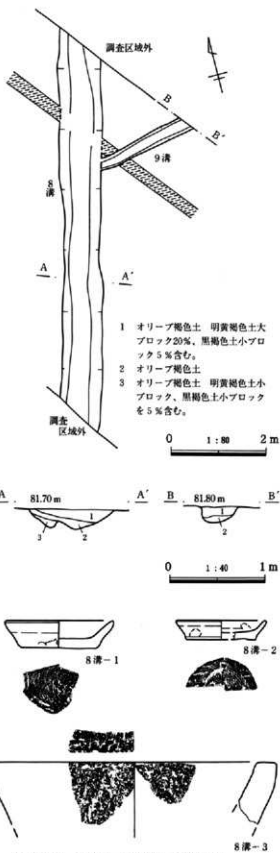 調査区域外
B
B'
9溝
8溝
A
A'
1 オリーブ褐色土 明黄褐色土大
ブロック20%、黒褐色土小ブロ
ック5%含む。
2 オリーブ褐色土
3 オリーブ褐色土 明黄褐色土小
ブロック、黒褐色土小ブロック
を5%含む。
調査
区域外
0 1:80 2m
A 81.70m A'
1
3 2
B 81.80m B'
1
2
0 1:40 1m
8溝-1
8溝-2
8溝-3